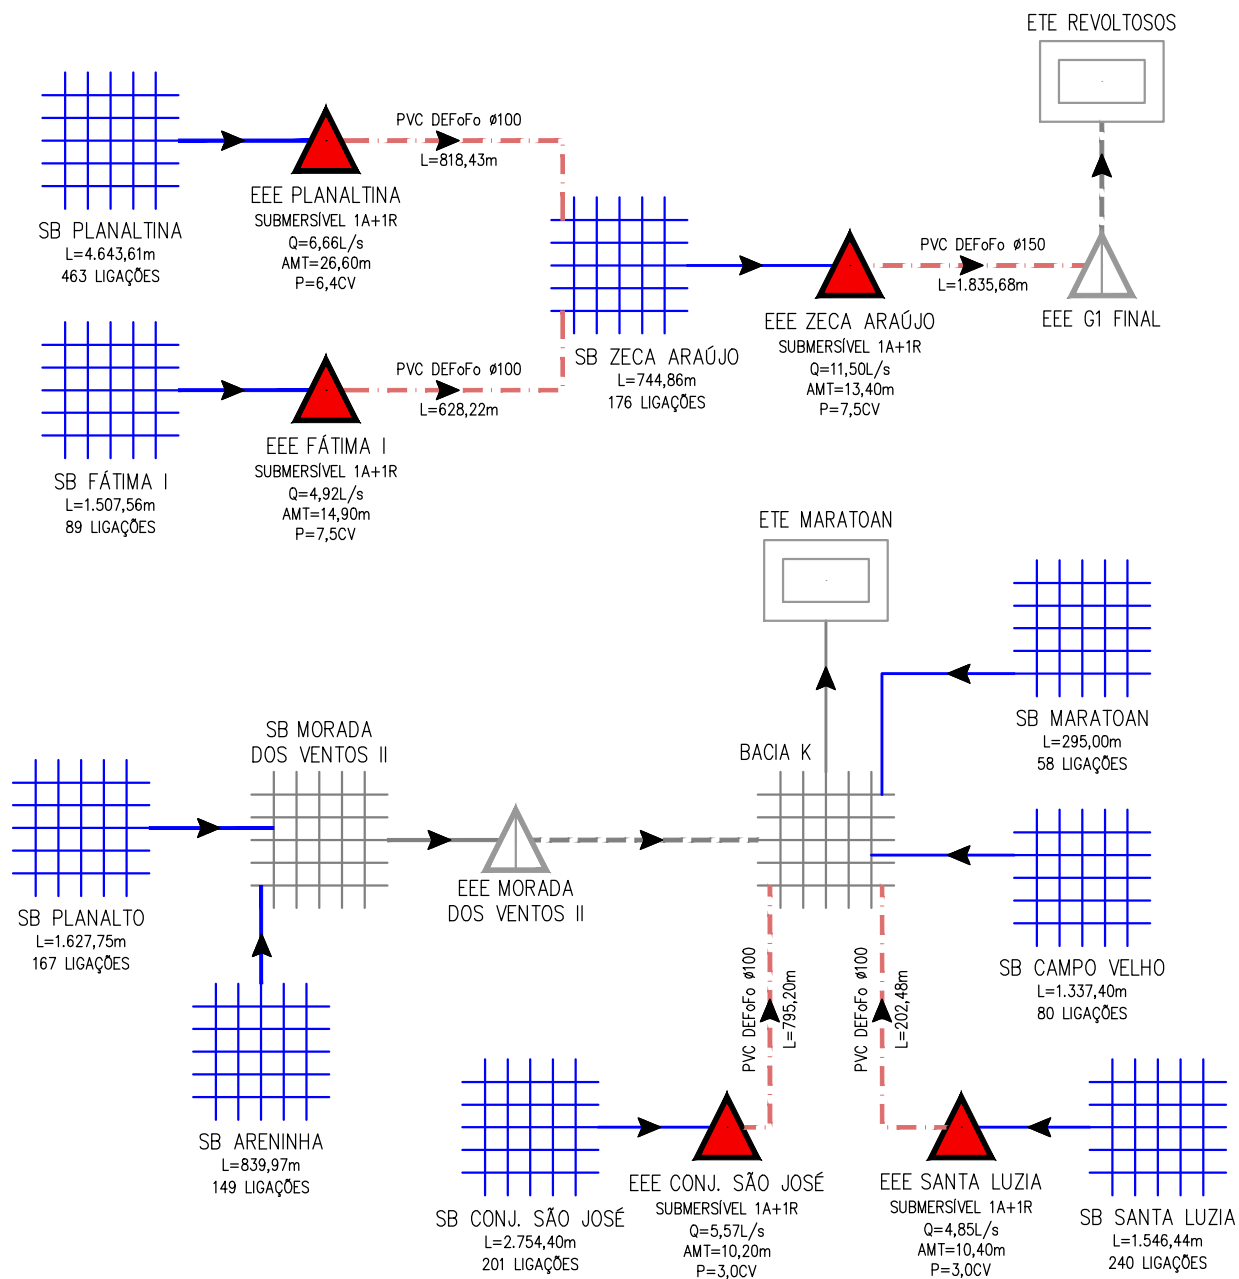 ETE REVOLTOSOS
PVC DEFoFo ø100
L=818,43m
EEE PLANALTINA
SUBMERSÍVEL 1A+1R
Q=6,66L/s
AMT=26,60m
P=6,4CV
SB PLANALTINA
L=4.643,61m
463 LIGAÇÕES
PVC DEFoFo ø150
L=1.835,68m
EEE ZECA ARAÚJO
SUBMERSÍVEL 1A+1R
Q=11,50L/s
AMT=13,40m
P=7,5CV
EEE G1 FINAL
SB ZECA ARAÚJO
L=744,86m
176 LIGAÇÕES
PVC DEFoFo ø100
L=628,22m
EEE FÁTIMA I
SUBMERSÍVEL 1A+1R
Q=4,92L/s
AMT=14,90m
P=7,5CV
SB FÁTIMA I
L=1.507,56m
89 LIGAÇÕES
ETE MARATOAN
SB MARATOAN
L=295,00m
58 LIGAÇÕES
SB MORADA
DOS VENTOS II
BACIA K
EEE MORADA
DOS VENTOS II
SB PLANALTO
L=1.627,75m
167 LIGAÇÕES
SB CAMPO VELHO
L=1.337,40m
80 LIGAÇÕES
PVC DEFoFo ø100
L=795,20m
PVC DEFoFo ø100
L=202,48m
SB ARENINHA
L=839,97m
149 LIGAÇÕES
EEE CONJ. SÃO JOSÉ
SUBMERSÍVEL 1A+1R
Q=5,57L/s
AMT=10,20m
P=3,0CV
EEE SANTA LUZIA
SUBMERSÍVEL 1A+1R
Q=4,85L/s
AMT=10,40m
P=3,0CV
SB CONJ. SÃO JOSÉ
L=2.754,40m
201 LIGAÇÕES
SB SANTA LUZIA
L=1.546,44m
240 LIGAÇÕES